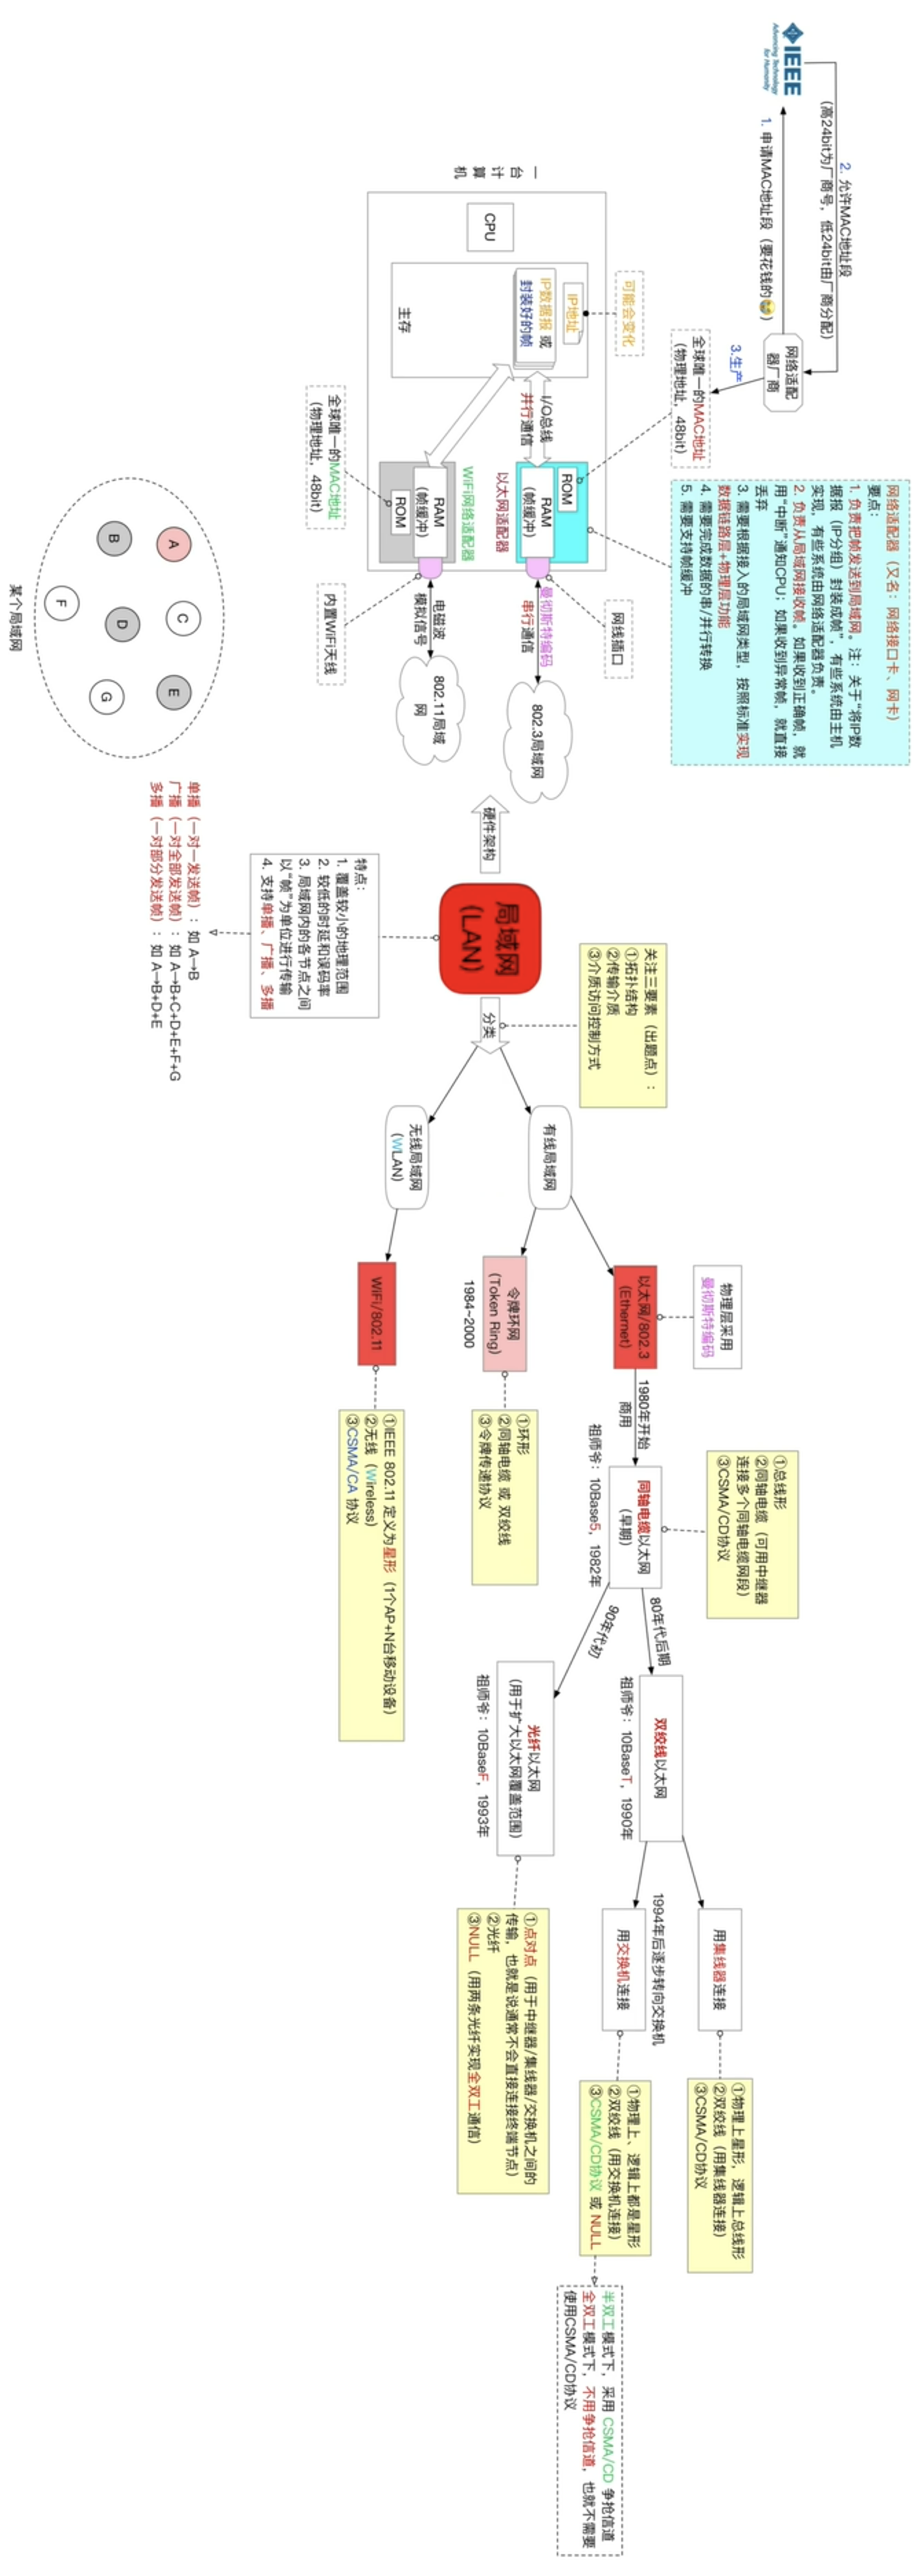 IEEE
Advancing Technology
for Humanity
2. 允许MAC地址段
(高24bit为厂商号，低24bit由厂商分配)
1. 申请MAC地址段（要花钱的）
网络适配
器厂商
3.生产
全球唯一的MAC地址
(物理地址，48bit)
网络适配器（又名：网络接口卡、网卡）
要点：
1. 负责把帧发送到局域网。注：关于“将IP数
据报（IP分组）封装成帧”，有些系统由主机
实现，有些系统由网络适配器负责。
2. 负责从局域网接收帧。如果收到正确帧，就
用“中断”通知CPU；如果收到异常帧，就直接
丢弃
3. 需要根据接入的局域网类型，按照标准实现
数据链路层+物理层功能
4. 需要完成数据的串/并行转换
5. 需要支持帧缓冲
一台计算机
CPU
主存
IP地址
可能会变化
IP数据报 或
封装好的帧
I/O总线
并行通信
ROM
RAM
(帧缓冲)
以太网适配器
WiFi网络适配器
RAM
(帧缓冲)
ROM
全球唯一的MAC地址
(物理地址，48bit)
网线插口
曼彻斯特编码
串行通信
802.3局域网
电磁波
模拟信号
802.11局域
网
内置WiFi天线
硬件架构
局域网
(LAN)
特点：
1. 覆盖较小的地理范围
2. 较低的时延和误码率
3. 局域网内的各节点之间
以“帧”为单位进行传输
4. 支持单播、广播、多播
单播（一对一发送帧）：如 A→B
广播（一对全部发送帧）：如 A→B+C+D+E+F+G
多播（一对部分发送帧）：如 A→B+D+E
A
B
C
D
E
F
G
某个局域网
分类
关注三要素（出题点）：
①拓扑结构
②传输介质
③介质访问控制方式
有线局域网
无线局域网
(WLAN)
物理层采用
曼彻斯特编码
以太网/802.3
(Ethernet)
令牌环网
(Token Ring)
1984~2000
①环形
②同轴电缆 或 双绞线
③令牌传递协议
WiFi/802.11
①IEEE 802.11 定义为星形（1个AP+N台移动设备）
②无线（Wireless)
③CSMA/CA 协议
1980年开始
商用
同轴电缆以太网
(早期)
祖师爷：10Base5，1982年
①总线形
②同轴电缆（可用中继器
连接多个同轴电缆网段）
③CSMA/CD协议
80年代后期
双绞线以太网
祖师爷：10BaseT，1990年
90年代初
光纤以太网
(用于扩大以太网覆盖范围)
祖师爷：10BaseF，1993年
①点对点（用于中继器/集线器/交换机之间的
传输，也就是说通常不会直接连接终端节点）
②光纤
③NULL（用两条光纤实现全双工通信）
用集线器连接
①物理上星形，逻辑上总线形
②双绞线（用集线器连接）
③CSMA/CD协议
1994年后逐步转向交换机
用交换机连接
①物理上、逻辑上都是星形
②双绞线（用交换机连接）
③CSMA/CD协议 或 NULL
半双工模式下，采用 CSMA/CD 争抢信道
全双工模式下，不用争抢信道，也就不需要
使用CSMA/CD协议